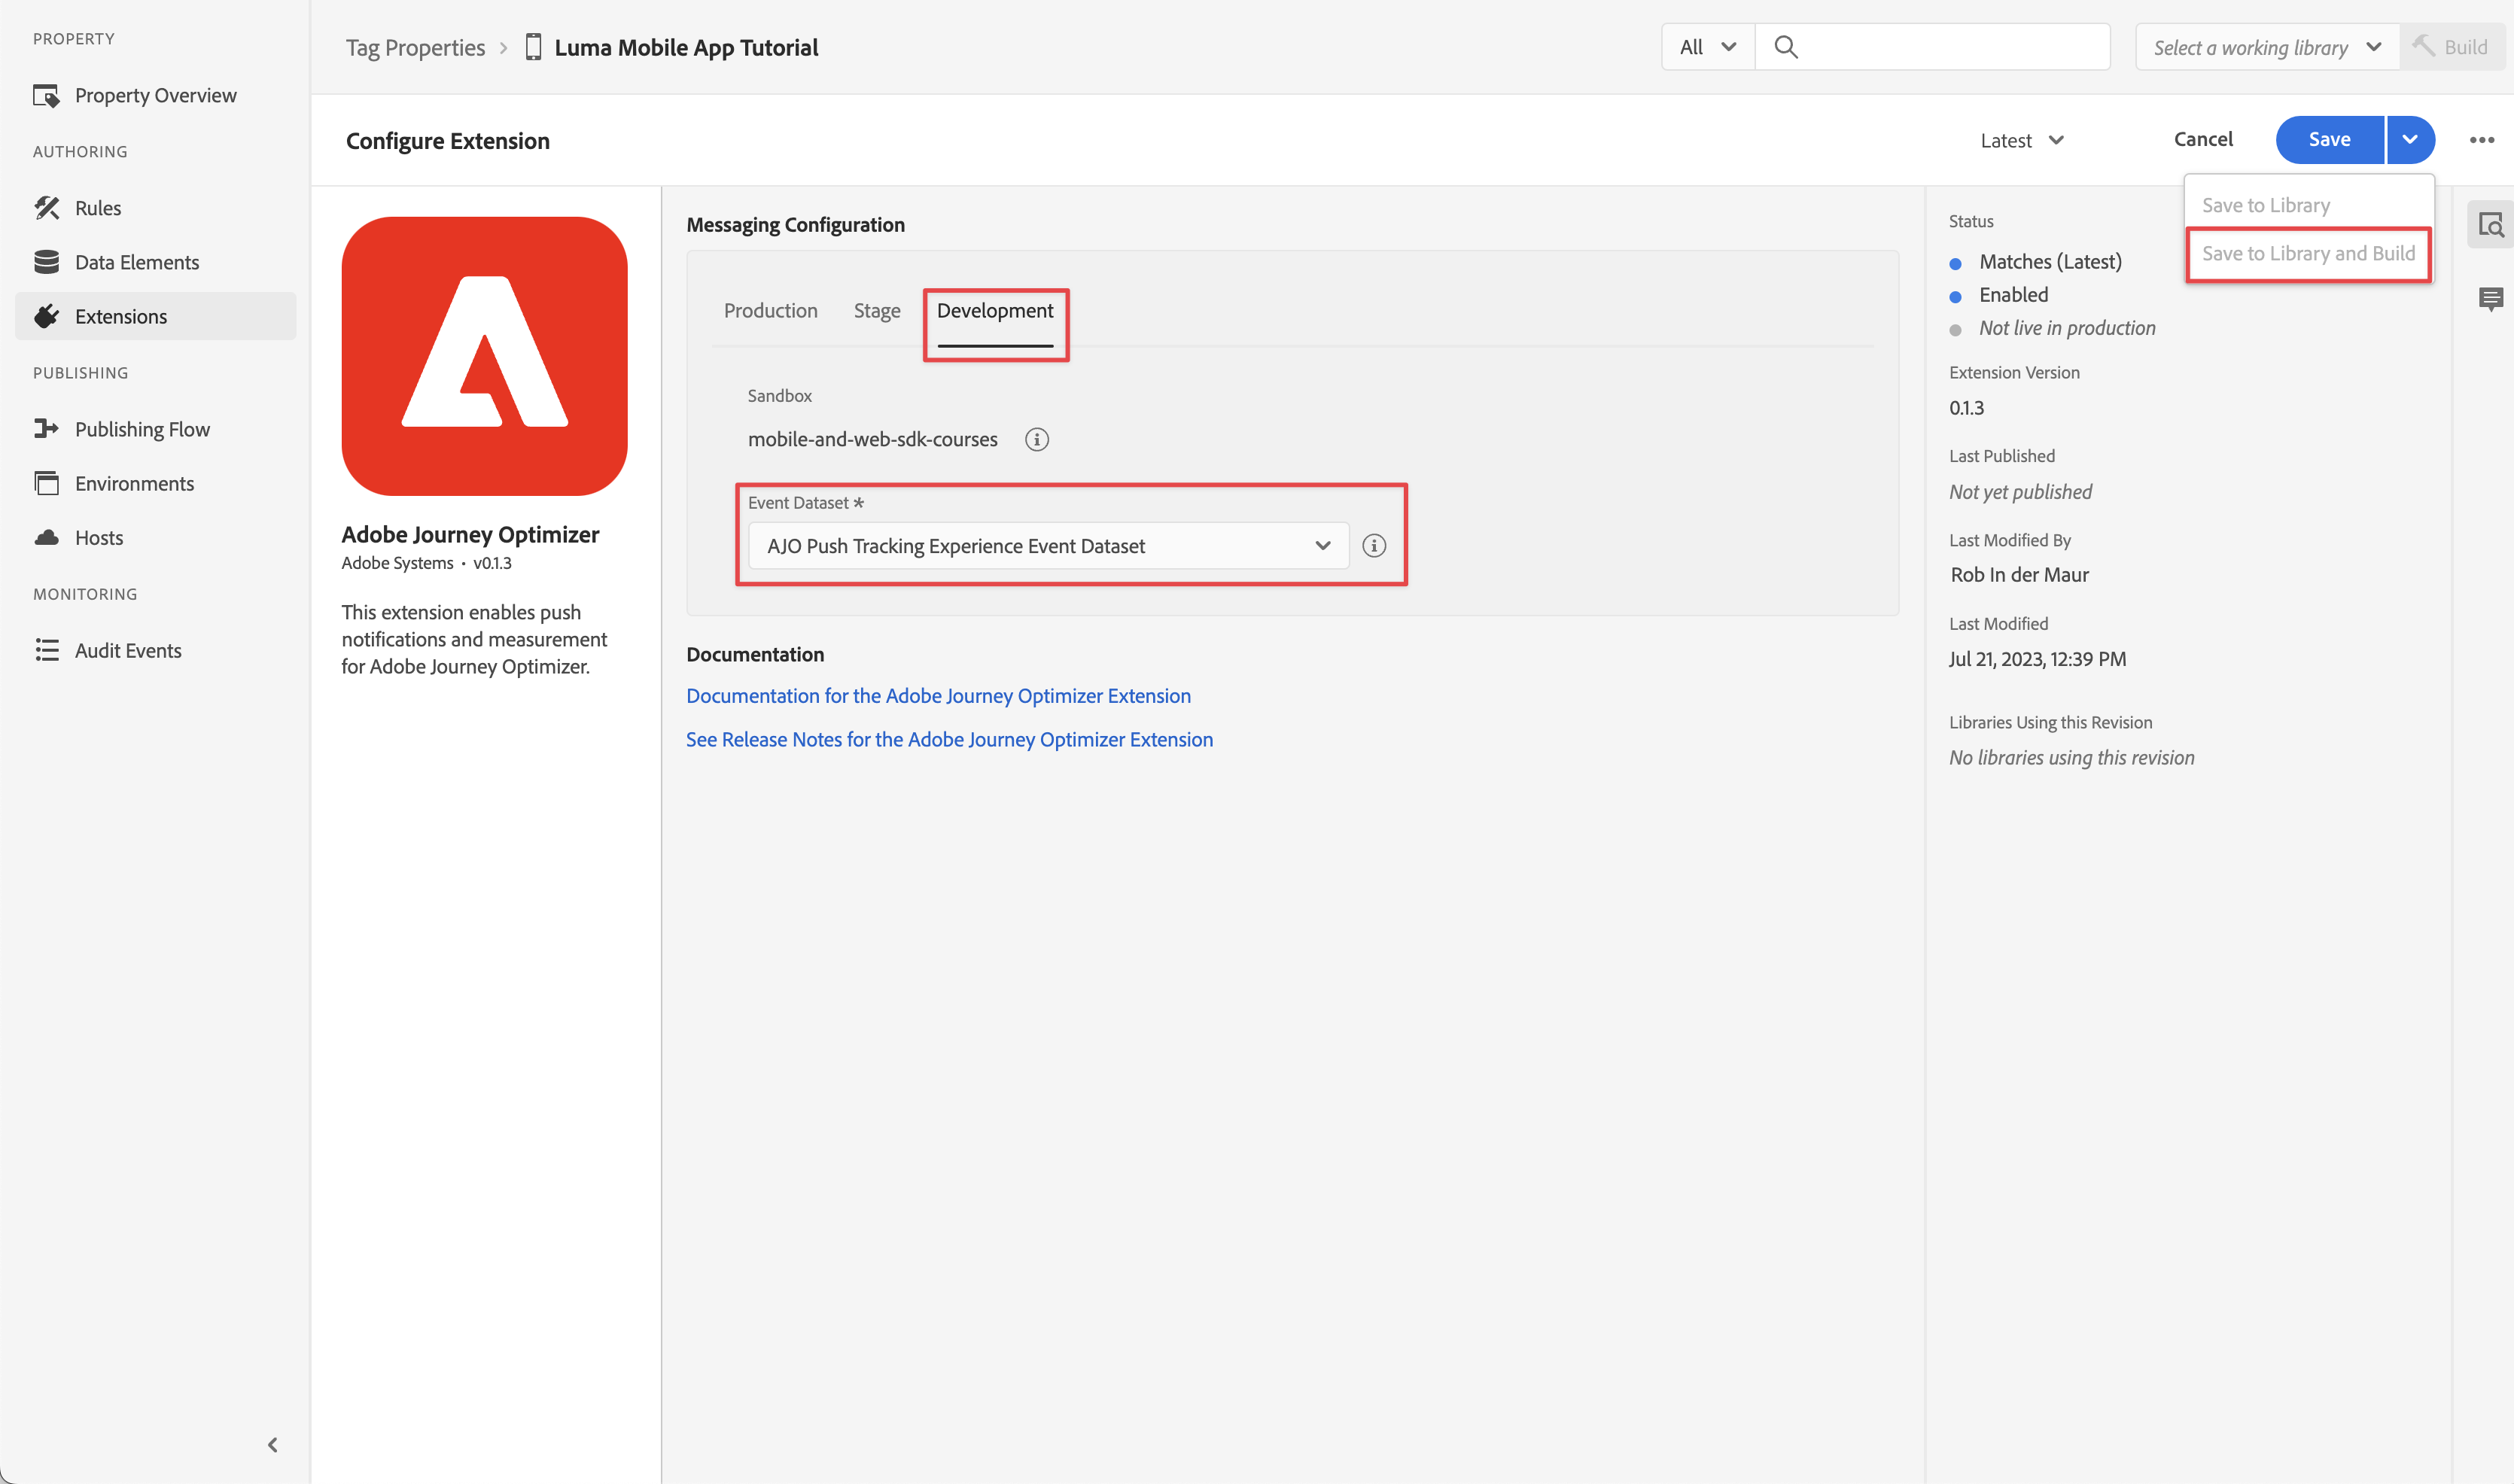 PROPERTY
Property Overview
AUTHORING
Rules
Data Elements
Extensions
PUBLISHING
Publishing Flow
Environments
Hosts
MONITORING
Audit Events
Tag Properties
Luma Mobile App Tutorial
All
Select a working library
Build
Configure Extension
Latest
Cancel
Save
Save to Library
Save to Library and Build
Adobe Journey Optimizer
Adobe Systems • v0.1.3
This extension enables push
notifications and measurement
for Adobe Journey Optimizer.
Messaging Configuration
Production
Stage
Development
Sandbox
mobile-and-web-sdk-courses
Event Dataset *
AJO Push Tracking Experience Event Dataset
Documentation
Documentation for the Adobe Journey Optimizer Extension
See Release Notes for the Adobe Journey Optimizer Extension
Status
Matches (Latest)
Enabled
Not live in production
Extension Version
0.1.3
Last Published
Not yet published
Last Modified By
Rob In der Maur
Last Modified
Jul 21, 2023, 12:39 PM
Libraries Using this Revision
No libraries using this revision